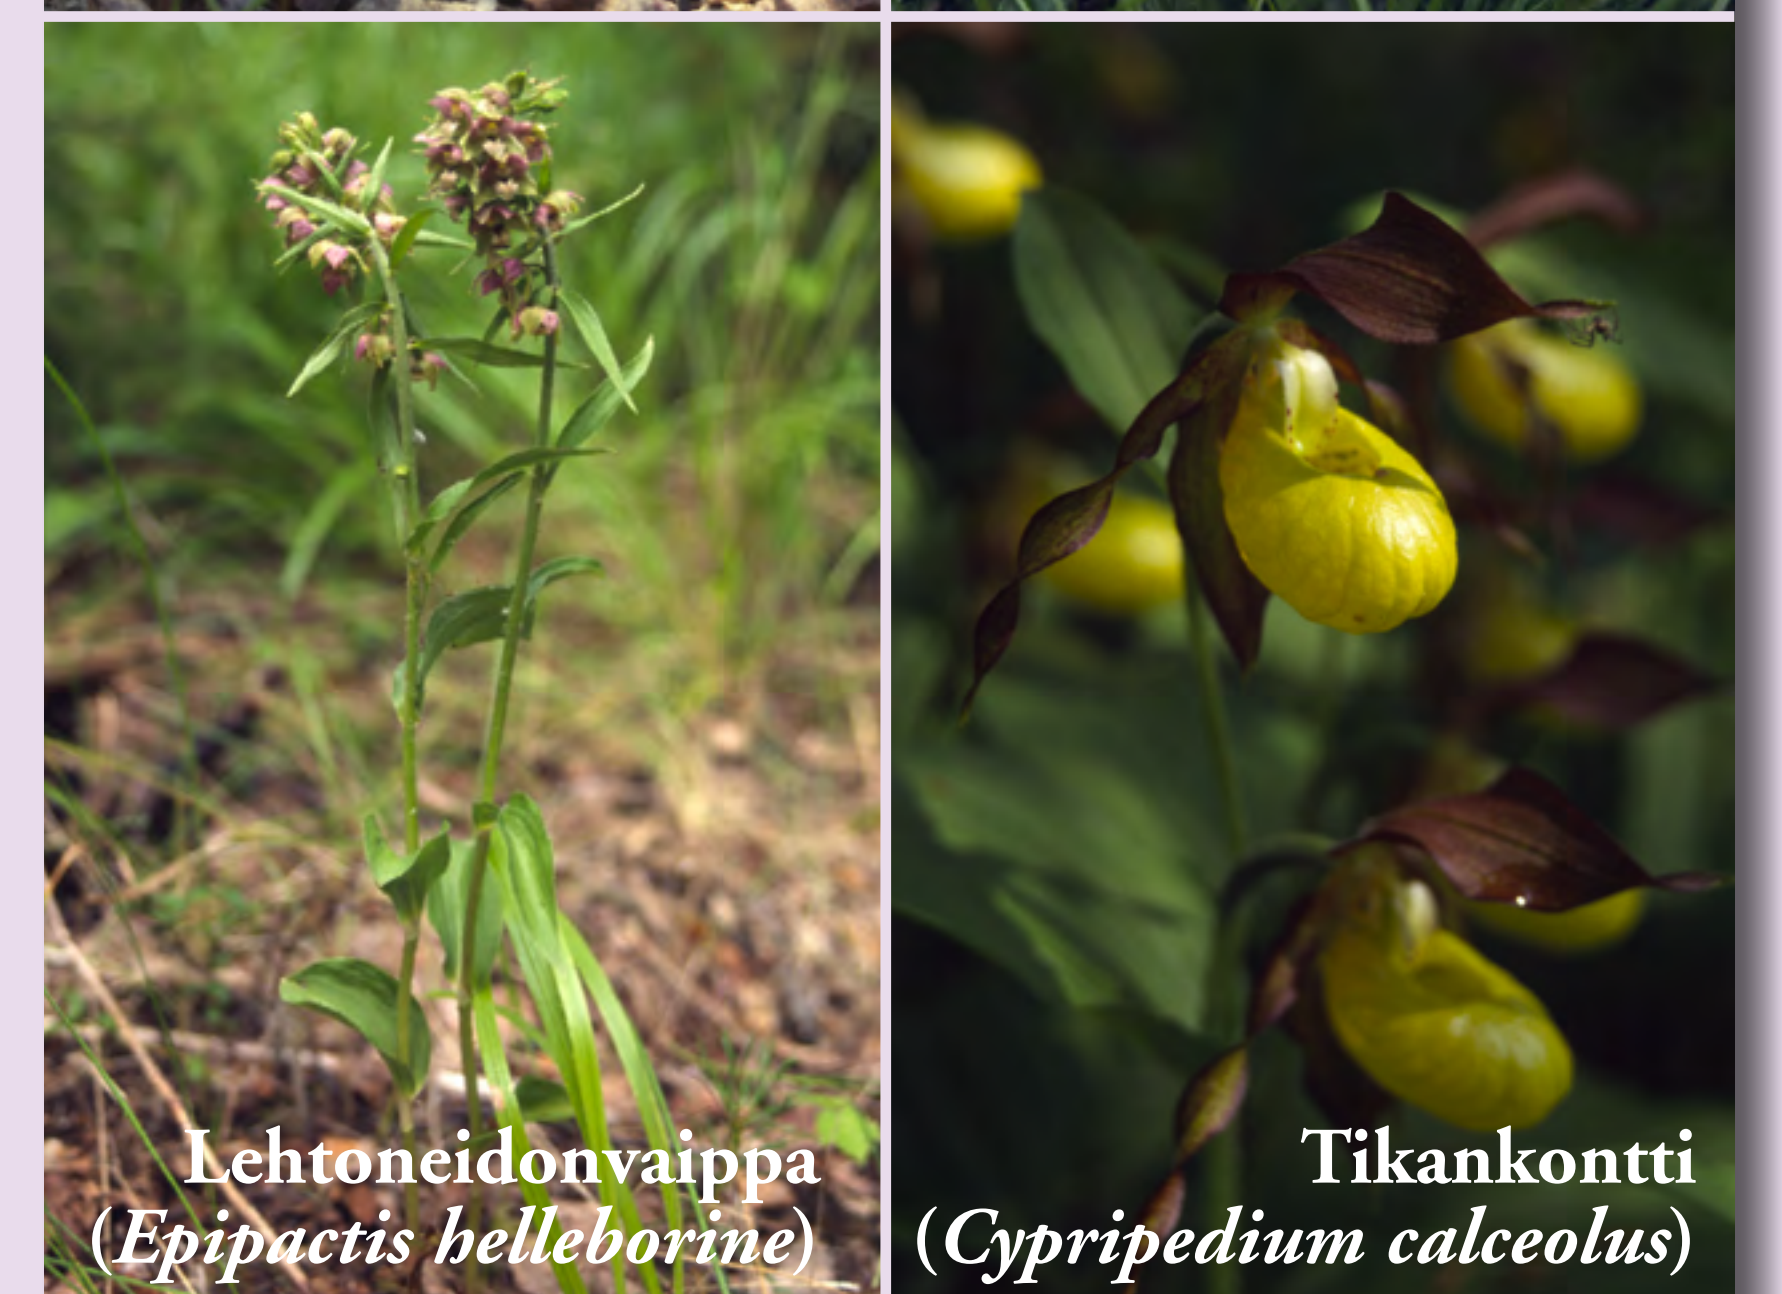 Lehtoneidonvaippa
(Epipactis helleborine)
Tikankontti
(Cypripedium calceolus)